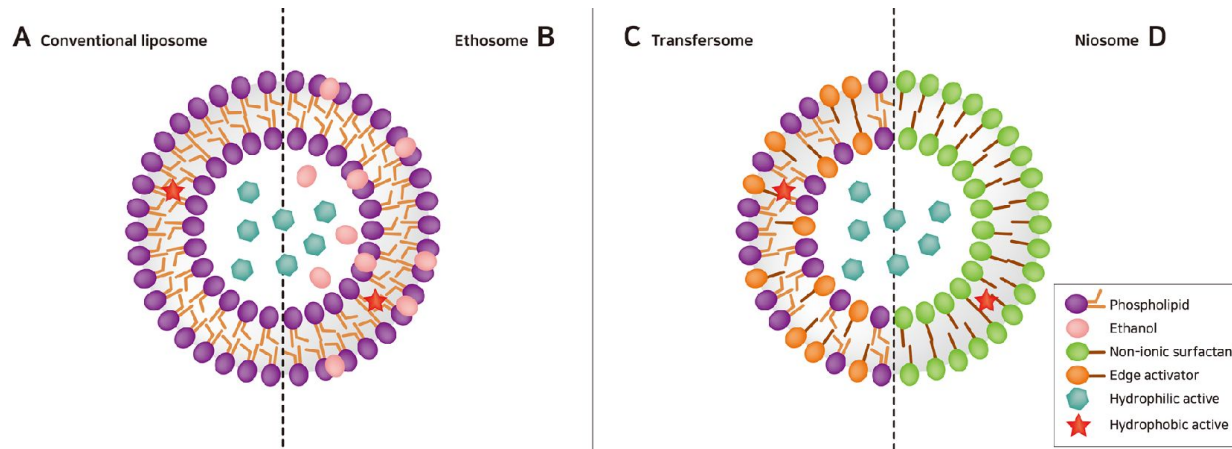 A Conventional liposome
Ethosome B
C Transfersome
Niosome D
Phospholipid
Ethanol
Non-ionic surfactan
Edge activator
Hydrophilic active
Hydrophobic active